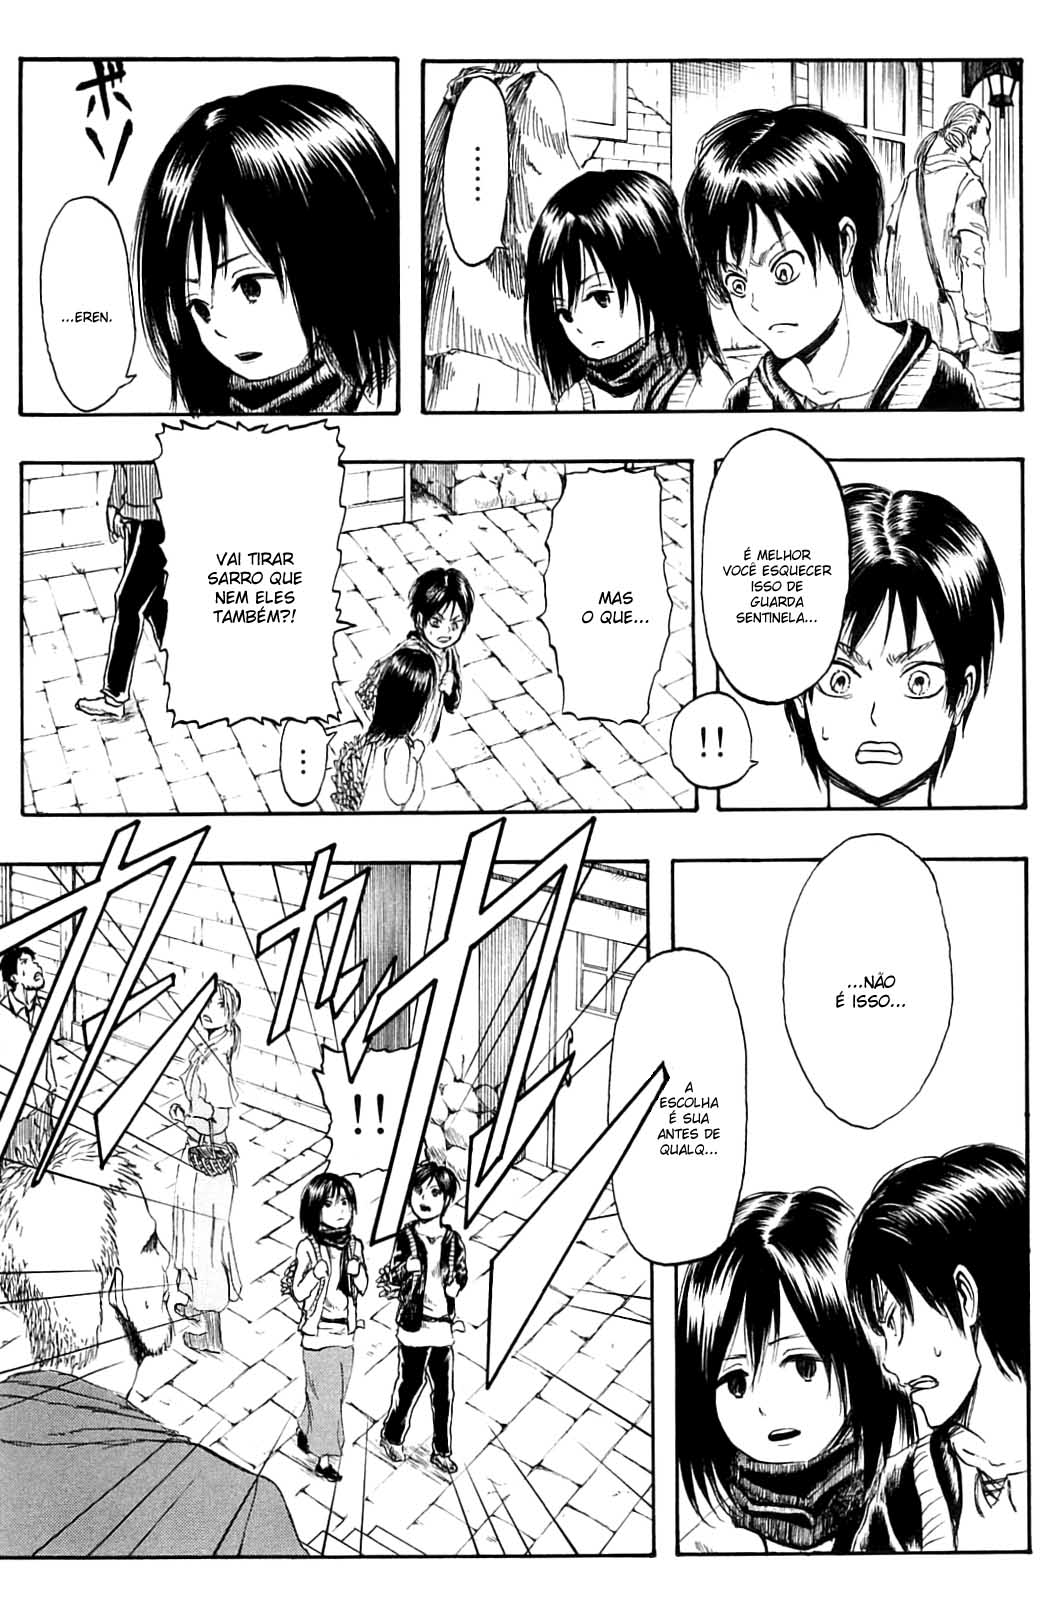 ......
ボソッ
...EREN.
É MELHOR
VOCÊ ESQUECER
ISSO DE
GUARDA
SENTINELA...
!!
MAS
O QUE...
VAI TIRAR
SARRO QUE
NEM ELES
TAMBÉM?!
...
...NÃO
É ISSO...
A
ESCOLHA
É SUA
ANTES DE
QUALQ...
!!